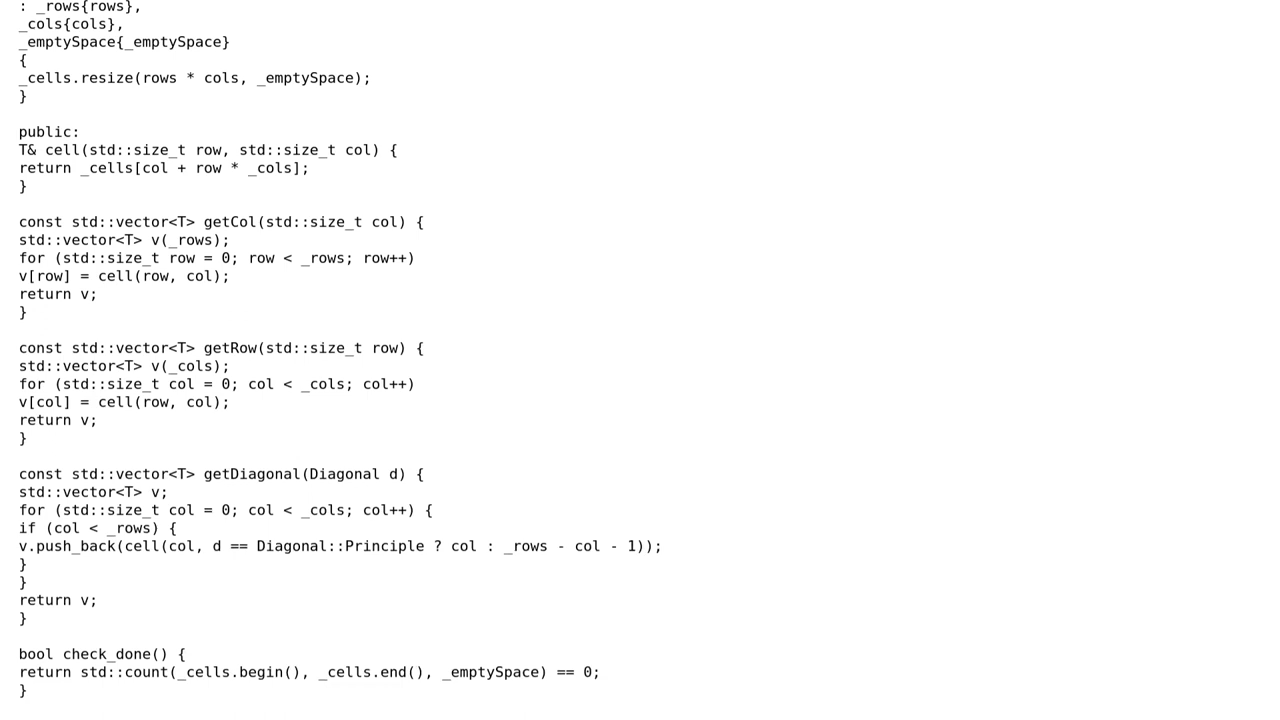 : _rows{rows},
_cols{cols},
_emptySpace{_emptySpace}
{
_cells.resize(rows * cols, _emptySpace);
}

public:
T& cell(std::size_t row, std::size_t col) {
return _cells[col + row * _cols];
}

const std::vector<T> getCol(std::size_t col) {
std::vector<T> v(_rows);
for (std::size_t row = 0; row < _rows; row++)
v[row] = cell(row, col);
return v;
}

const std::vector<T> getRow(std::size_t row) {
std::vector<T> v(_cols);
for (std::size_t col = 0; col < _cols; col++)
v[col] = cell(row, col);
return v;
}

const std::vector<T> getDiagonal(Diagonal d) {
std::vector<T> v;
for (std::size_t col = 0; col < _cols; col++) {
if (col < _rows) {
v.push_back(cell(col, d == Diagonal::Principle ? col : _rows - col - 1));
}
}
return v;
}

bool check_done() {
return std::count(_cells.begin(), _cells.end(), _emptySpace) == 0;
}